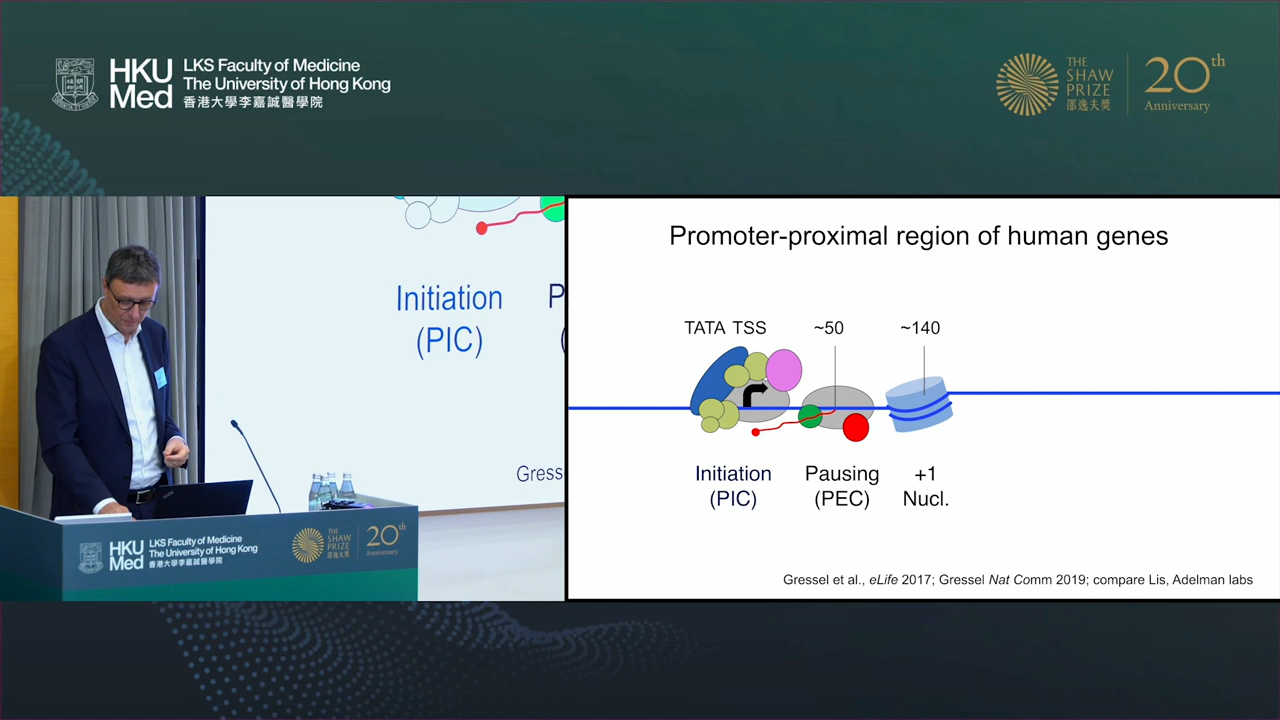 HKU
Med
LKS Faculty of Medicine
The University of Hong Kong
香港大學李嘉誠醫學院
THE
SHAW
PRIZE
邵逸夫獎
20th
Anniversary
Initiation
(PIC)
P
(
Gress
HKU
Med
LKS Faculty of Medicine
The University of Hong Kong
香港大學李嘉誠醫學院
THE
SHAW
PRIZE
邵逸夫獎
20th
Anniversary
Promoter-proximal region of human genes
TATA TSS ~50 ~140
Initiation Pausing +1
(PIC) (PEC) Nucl.
Gressel et al., eLife 2017; Gressel Nat Comm 2019; compare Lis, Adelman labs